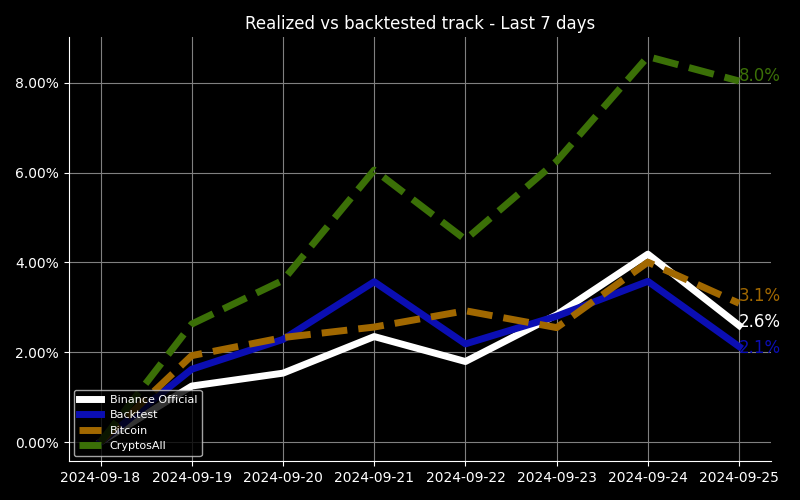 Realized vs backtested track - Last 7 days
8.00%
6.00%
4.00%
2.00%
0.00%
8.0%
3.1%
2.6%
2.1%
Binance Official
Backtest
Bitcoin
CryptosAll
2024-09-18 2024-09-19 2024-09-20 2024-09-21 2024-09-22 2024-09-23 2024-09-24 2024-09-25